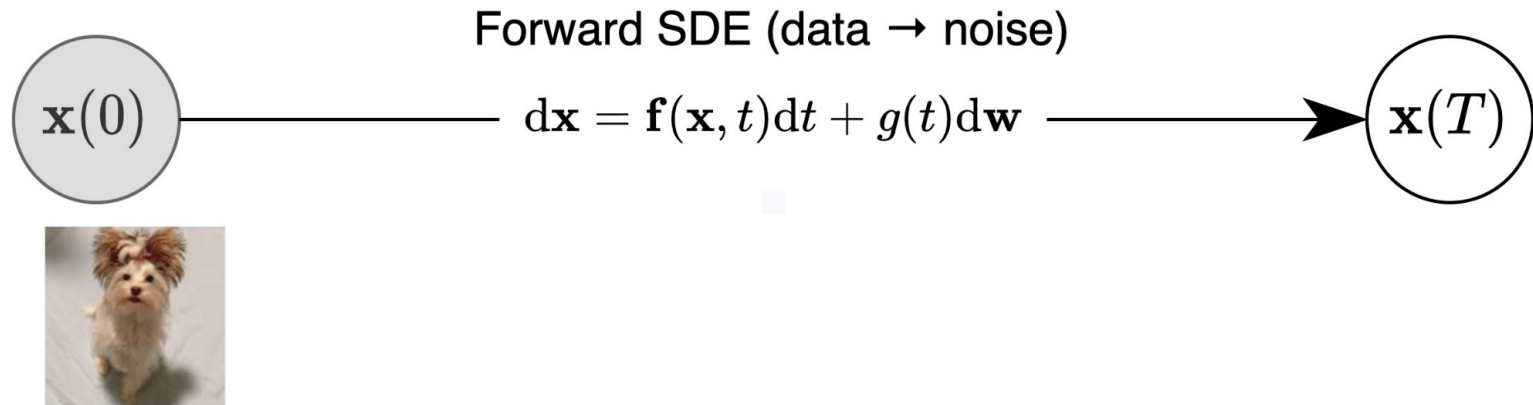 Forward SDE (data → noise)
x(0) dx = f(x, t)dt + g(t)dw x(T)